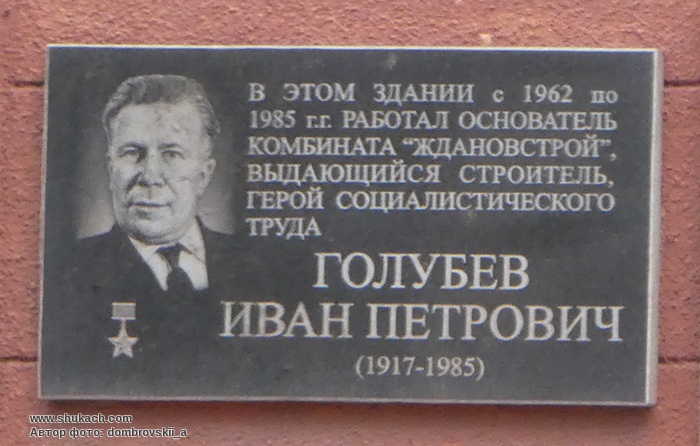 В ЭТОМ ЗДАНИИ с 1962 по
1985 г.г. РАБОТАЛ ОСНОВАТЕЛЬ
КОМБИНАТА "ЖДАНОВСТРОЙ",
ВЫДАЮЩИЙСЯ СТРОИТЕЛЬ,
ГЕРОЙ СОЦИАЛИСТИЧЕСКОГО
ТРУДА
ГОЛУБЕВ
ИВАН ПЕТРОВИЧ
(1917-1985)
www.shukach.com
Автор фото: dombrovskii_a